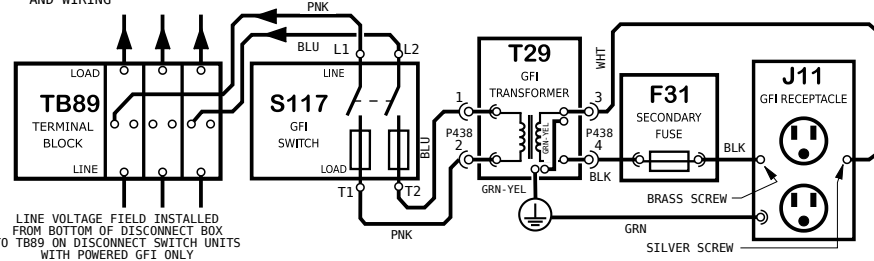 AND WIRING
PNK
BLU
L1
L2
LOAD
TB89
TERMINAL
BLOCK
LINE
LINE
S117
GFI
SWITCH
LOAD
T1
T2
BLU
PNK
1
P438
2
GRN-YEL
T29
GFI
TRANSFORMER
GRN-YEL
3
P438
4
BLK
WHT
F31
SECONDARY
FUSE
BLK
J11
GFI RECEPTACLE
BRASS SCREW
GRN
SILVER SCREW
LINE VOLTAGE FIELD INSTALLED
FROM BOTTOM OF DISCONNECT BOX
TO TB89 ON DISCONNECT SWITCH UNITS
WITH POWERED GFI ONLY